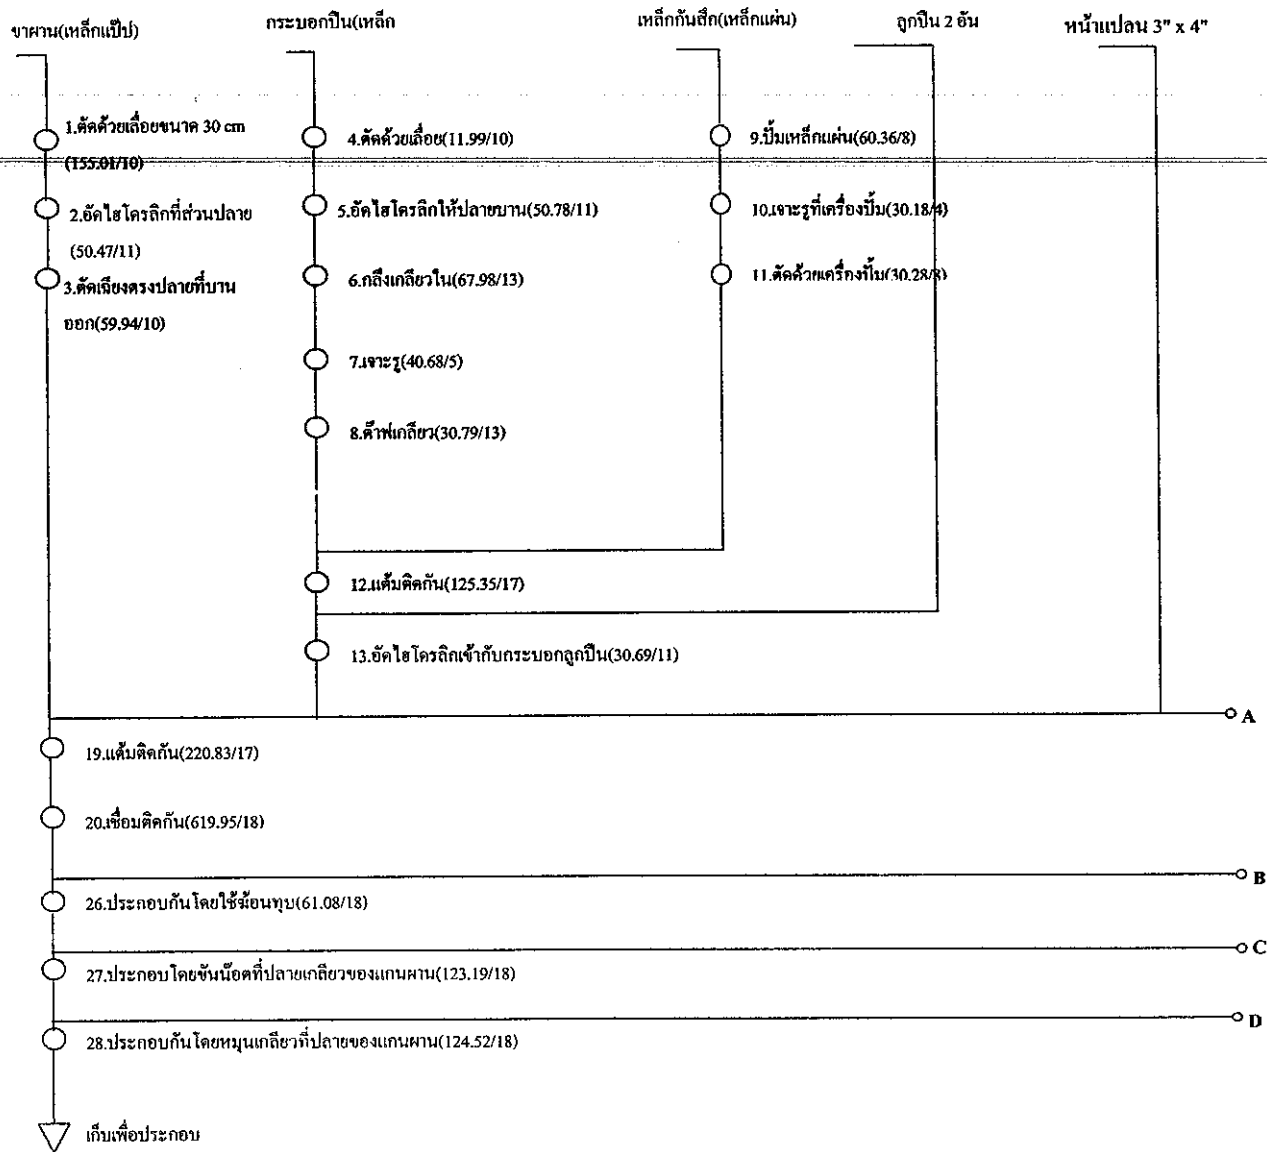 ขาผาน(เหล็กแป๊ป)
กระบอกปืน(เหล็ก
เหล็กกันสึก(เหล็กแผ่น)
ลูกปืน 2 อัน
หน้าแปลน 3" x 4"
1.ตัดด้วยเลื่อยขนาด 30 cm
(155.01/10)
2.อัดไฮโดรลิกที่ส่วนปลาย
(50.47/11)
3.ตัดเฉียงตรงปลายที่บาน
ออก(59.94/10)
4.ตัดด้วยเลื่อย(11.99/10)
5.อัดไฮโดรลิกให้ปลายบาน(50.78/11)
6.กลึงเกลียวใน(67.98/13)
7.เจาะรู(40.68/5)
8.ต๊าฟเกลียว(30.79/13)
9.ปั้มเหล็กแผ่น(60.36/8)
10.เจาะรูที่เครื่องปั้ม(30.18/4)
11.ตัดด้วยเครื่องปั้ม(30.28/8)
12.แต้มติดกัน(125.35/17)
13.อัดไฮโดรลิกเข้ากับกระบอกลูกปืน(30.69/11)
A
19.แต้มติดกัน(220.83/17)
20.เชื่อมติดกัน(619.95/18)
B
26.ประกอบกันโดยใช้ฆ้อนทุบ(61.08/18)
C
27.ประกอบโดยขันน๊อตที่ปลายเกลียวของแกนผาน(123.19/18)
D
28.ประกอบกันโดยหมุนเกลียวที่ปลายของแกนผาน(124.52/18)
เก็บเพื่อประกอบ